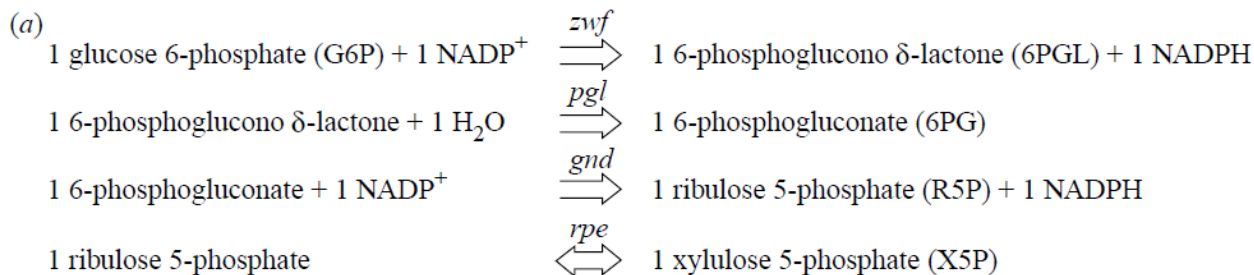 (a)
zwf
1 glucose 6-phosphate (G6P) + 1 NADP⁺ ⇒ 1 6-phosphoglucono δ-lactone (6PGL) + 1 NADPH
pgl
1 6-phosphoglucono δ-lactone + 1 H₂O ⇒ 1 6-phosphogluconate (6PG)
gnd
1 6-phosphogluconate + 1 NADP⁺ ⇒ 1 ribulose 5-phosphate (R5P) + 1 NADPH
rpe
1 ribulose 5-phosphate ⇔ 1 xylulose 5-phosphate (X5P)